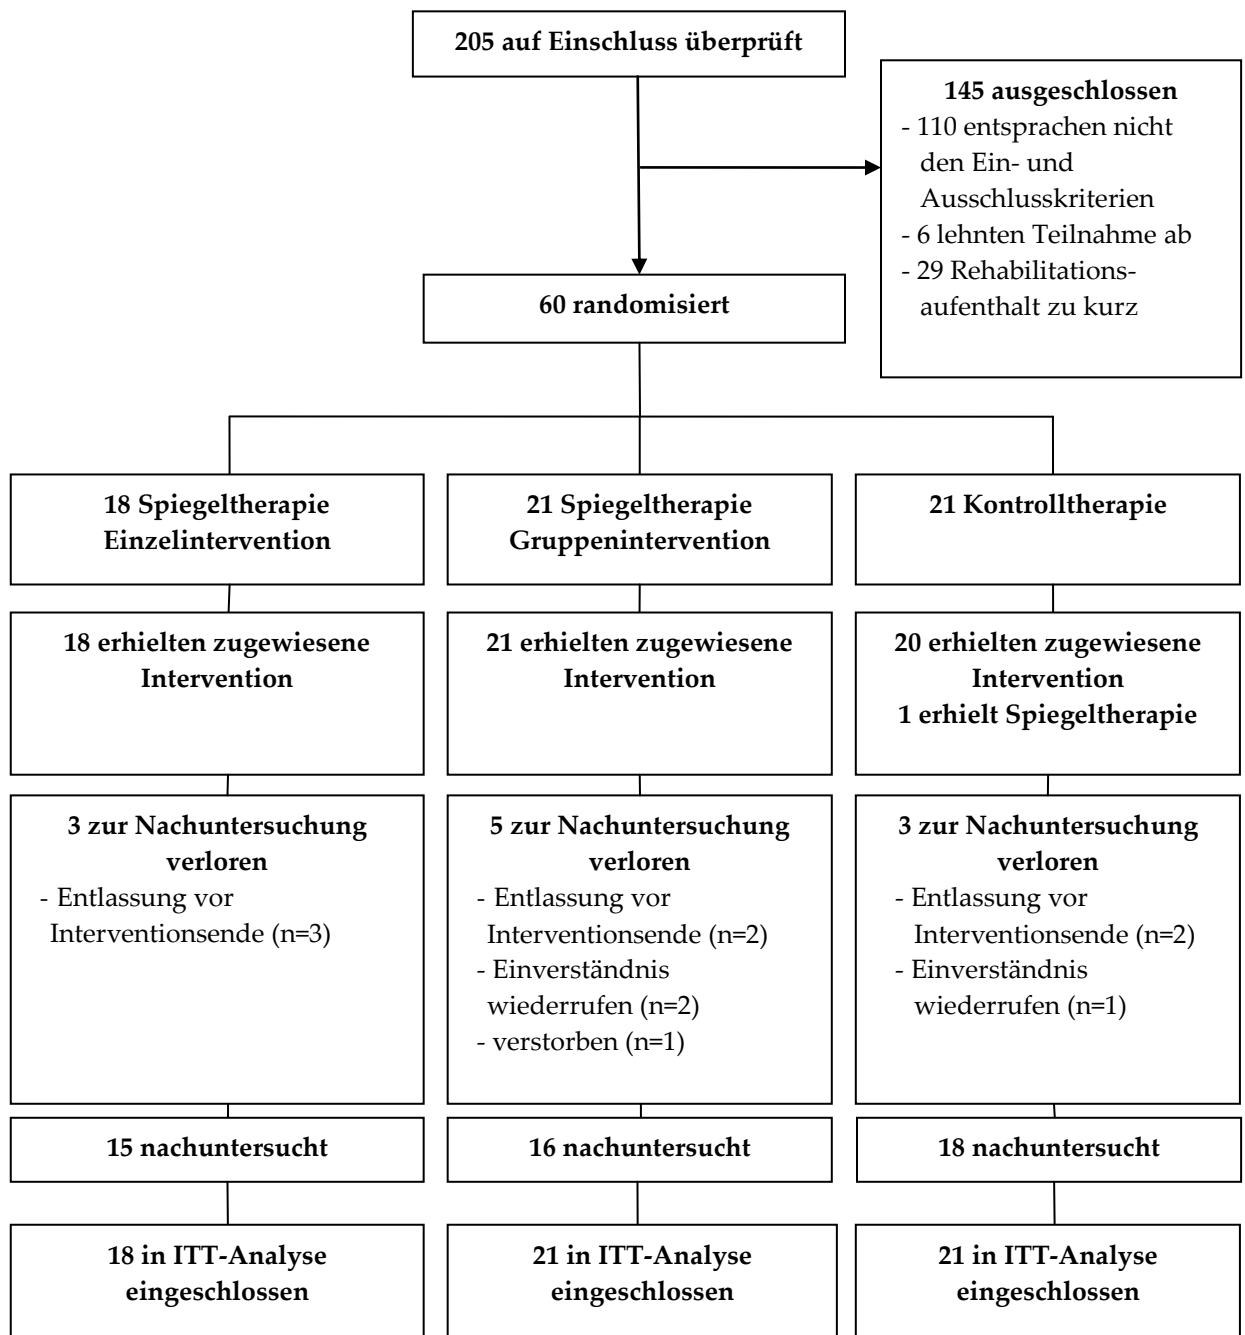 205 auf Einschluss überprüft
145 ausgeschlossen
- 110 entsprachen nicht
den Ein- und
Ausschlusskriterien
- 6 lehnten Teilnahme ab
- 29 Rehabilitations-
aufenthalt zu kurz
60 randomisiert
18 Spiegeltherapie
Einzelintervention
21 Spiegeltherapie
Gruppenintervention
21 Kontrolltherapie
18 erhielten zugewiesene
Intervention
21 erhielten zugewiesene
Intervention
20 erhielten zugewiesene
Intervention
1 erhielt Spiegeltherapie
3 zur Nachuntersuchung
verloren
- Entlassung vor
Interventionsende (n=3)
5 zur Nachuntersuchung
verloren
- Entlassung vor
Interventionsende (n=2)
- Einverständnis
wiederrufen (n=2)
- verstorben (n=1)
3 zur Nachuntersuchung
verloren
- Entlassung vor
Interventionsende (n=2)
- Einverständnis
wiederrufen (n=1)
15 nachuntersucht
16 nachuntersucht
18 nachuntersucht
18 in ITT-Analyse
eingeschlossen
21 in ITT-Analyse
eingeschlossen
21 in ITT-Analyse
eingeschlossen